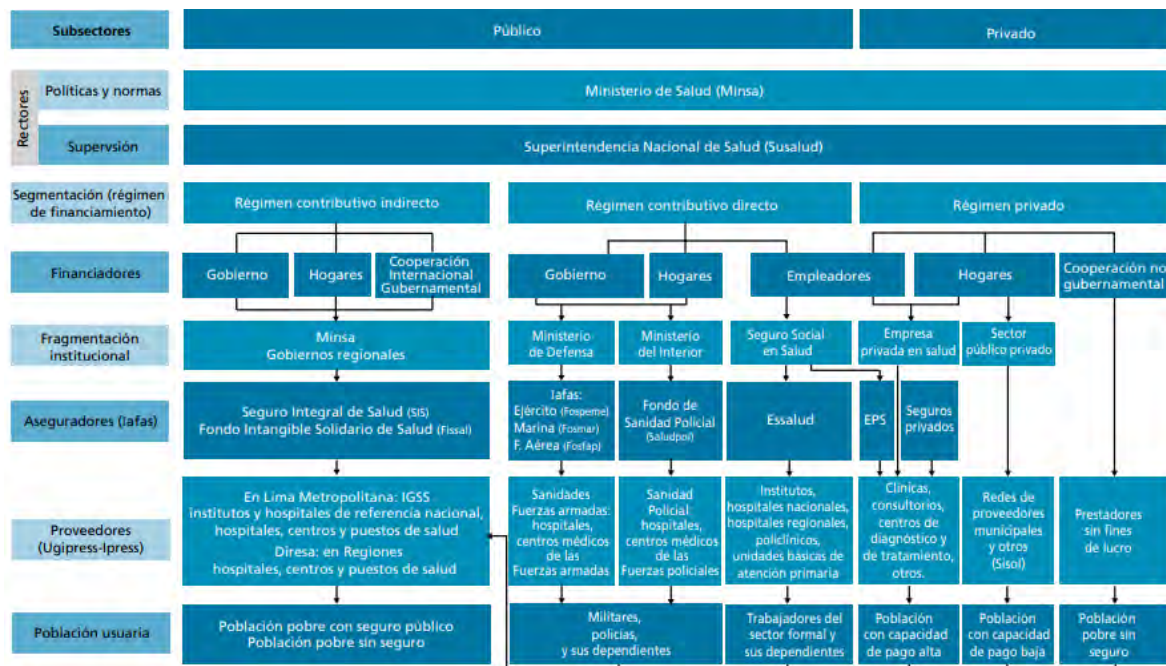 Subsectores
Público
Privado
Rectores
Políticas y normas
Ministerio de Salud (Minsa)
Supervsión
Superintendencia Nacional de Salud (Susalud)
Segmentación (régimen
de financiamiento)
Régimen contributivo indirecto
Régimen contributivo directo
Régimen privado
Financiadores
Gobierno
Hogares
Cooperación
Internacional
Gubernamental
Gobierno
Hogares
Empleadores
Hogares
Cooperación no
gubernamental
Fragmentación
institucional
Minsa
Gobiernos regionales
Ministerio
de Defensa
Ministerio
del Interior
Seguro Social
en Salud
Empresa
privada en salud
Sector
público privado
Aseguradores (Iafas)
Seguro Integral de Salud (SIS)
Fondo Intangible Solidario de Salud (Fissal)
Iafas:
Ejército (Fospeme)
Marina (Fosmar)
F. Aérea (Fosfap)
Fondo de
Sanidad Policial
(Saludpol)
Essalud
EPS
Seguros
privados
Proveedores
(Ugipress-Ipress)
En Lima Metropolitana: IGSS
institutos y hospitales de referencia nacional,
hospitales, centros y puestos de salud
Diresa: en Regiones
hospitales, centros y puestos de salud
Sanidades
Fuerzas armadas:
hospitales,
centros médicos
de las
Fuerzas armadas
Sanidad
Policial:
hospitales,
centros médicos
de las
Fuerzas policiales
Institutos,
hospitales nacionales,
hospitales regionales,
policlínicos,
unidades básicas de
atención primaria
Clínicas,
consultorios,
centros de
diagnóstico y
de tratamiento,
otros.
Redes de
proveedores
municipales
y otros
(Sisol)
Prestadores
sin fines
de lucro
Población usuaria
Población pobre con seguro público
Población pobre sin seguro
Militares,
policías,
y sus dependientes
Trabajadores del
sector formal y
sus dependientes
Población
con capacidad
de pago alta
Población
con capacidad
de pago baja
Población
pobre sin
seguro